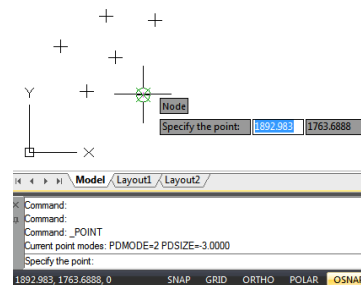 Node
Specify the point: 1892.983 1763.6888
Y
X
Model Layout1 Layout2
Command:
Command:
Command: _POINT
Current point modes: PDMODE=2 PDSIZE=-3.0000
Specify the point:
1892.983, 1763.6888, 0 SNAP GRID ORTHO POLAR OSNAP